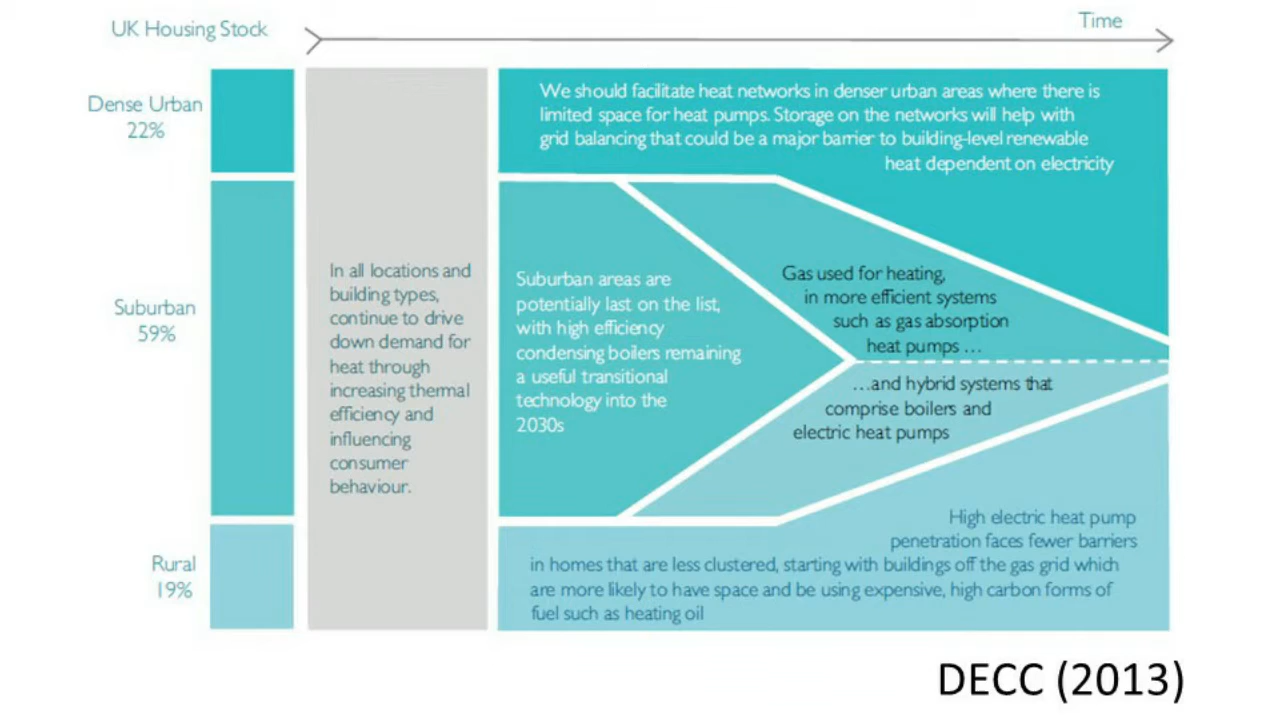 UK Housing Stock
Time
Dense Urban
22%
We should facilitate heat networks in denser urban areas where there is
limited space for heat pumps. Storage on the networks will help with
grid balancing that could be a major barrier to building-level renewable
heat dependent on electricity
Suburban
59%
In all locations and
building types,
continue to drive
down demand for
heat through
increasing thermal
efficiency and
influencing
consumer
behaviour.
Suburban areas are
potentially last on the list,
with high efficiency
condensing boilers remaining
a useful transitional
technology into the
2030s
Gas used for heating,
in more efficient systems
such as gas absorption
heat pumps ...
...and hybrid systems that
comprise boilers and
electric heat pumps
Rural
19%
High electric heat pump
penetration faces fewer barriers
in homes that are less clustered, starting with buildings off the gas grid which
are more likely to have space and be using expensive, high carbon forms of
fuel such as heating oil
DECC (2013)